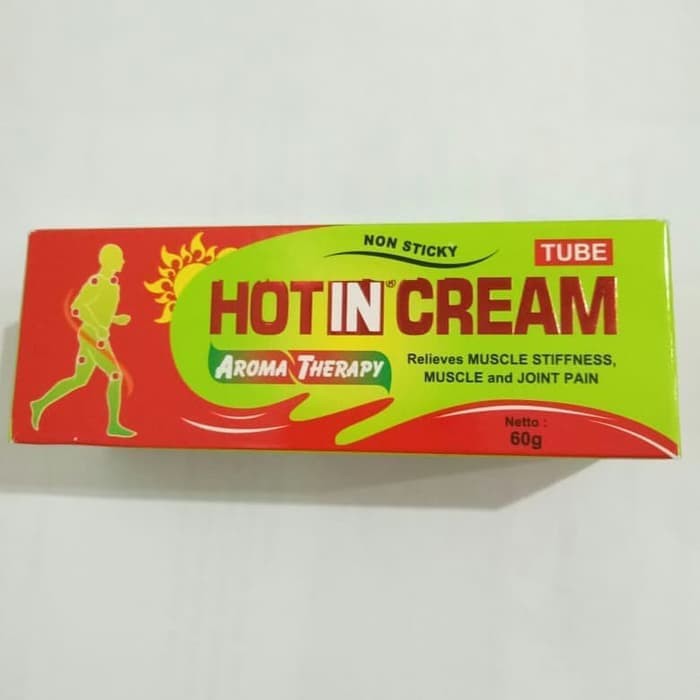 NON STICKY
TUBE
HOT IN® CREAM
AROMA THERAPY
Relieves MUSCLE STIFFNESS,
MUSCLE and JOINT PAIN
Netto :
60g